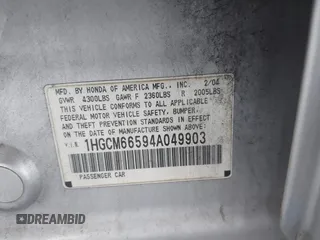 MFD. BY HONDA OF AMERICA MFG., INC. 2/04
GVWR 4300LBS GAWR F 2360LBS R 2005LBS
THIS VEHICLE CONFORMS TO ALL APPLICABLE
FEDERAL MOTOR VEHICLE SAFETY, BUMPER,
AND THEFT PREVENTION STANDARDS IN EFFECT
ON THE DATE OF MANUFACTURE SHOWN ABOVE.
V.I.N. 1HGCM66594A049903
PASSENGER CAR
DREAMBID